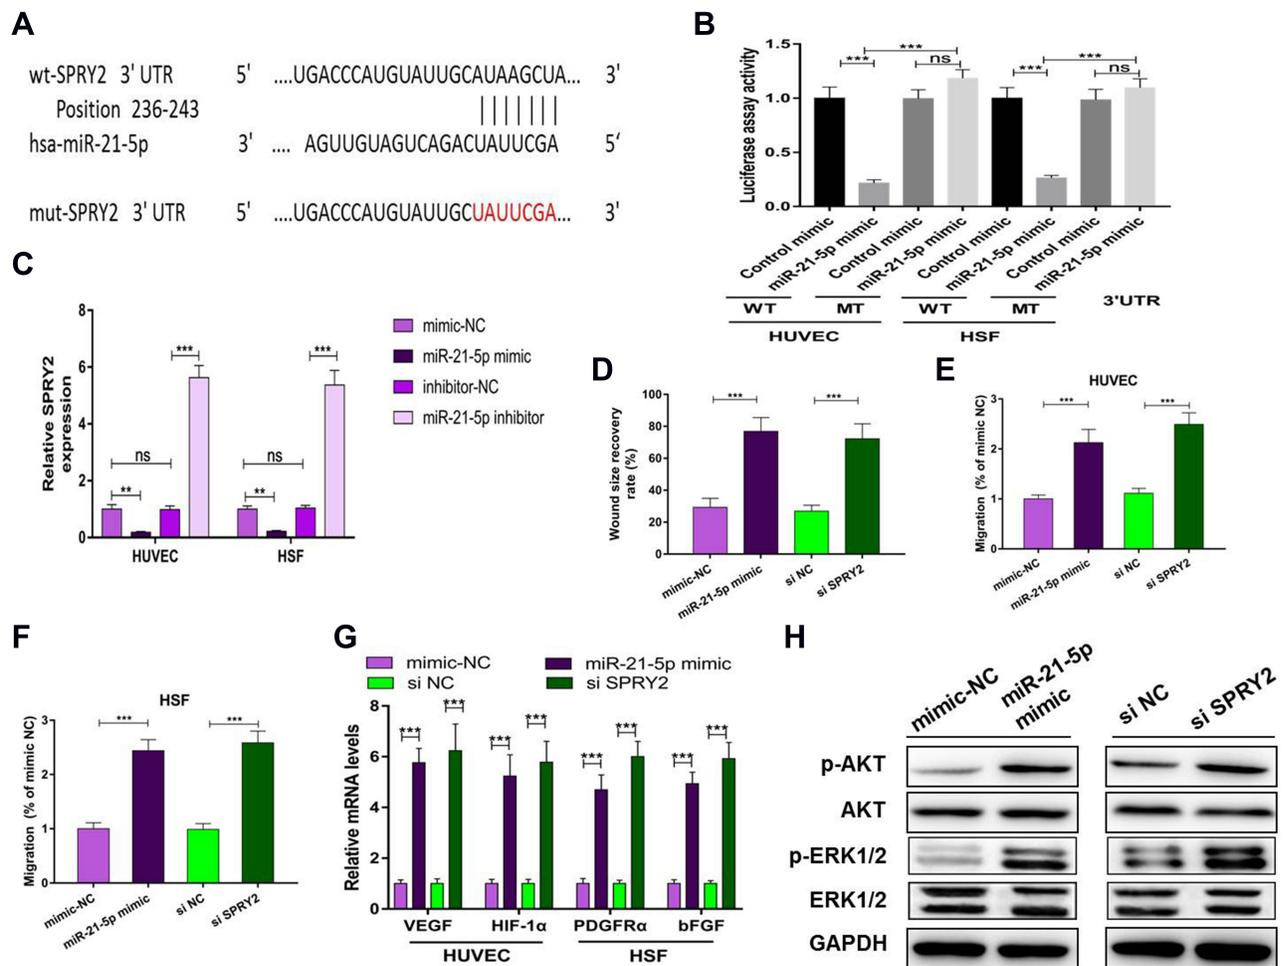 A
wt-SPRY2 3' UTR 5' ....UGACCCAUGUAUUGCAUAAGCUA... 3'
Position 236-243
hsa-miR-21-5p 3' .... AGUUGUAGUCAGACUAUUCGA 5‘
mut-SPRY2 3' UTR 5' ....UGACCCAUGUAUUGCUAUUCGA... 3'
B
Luciferase assay activity
1.5
1.0
0.5
0.0
*** *** ns *** *** ns
Control mimic
miR-21-5p mimic
Control mimic
miR-21-5p mimic
Control mimic
miR-21-5p mimic
Control mimic
miR-21-5p mimic
WT MT WT MT 3'UTR
HUVEC HSF
C
Relative SPRY2
expression
8
6
4
2
0
** ns *** ** ns ***
HUVEC HSF
mimic-NC
miR-21-5p mimic
inhibitor-NC
miR-21-5p inhibitor
D
Wound size recovery
rate (%)
100
80
60
40
20
0
*** ***
mimic-NC
miR-21-5p mimic
si NC
si SPRY2
E
HUVEC
Migration (% of mimic NC)
3
2
1
0
*** ***
mimic-NC
miR-21-5p mimic
si NC
si SPRY2
F
HSF
Migration (% of mimic NC)
3
2
1
0
*** ***
mimic-NC
miR-21-5p mimic
si NC
si SPRY2
G
mimic-NC miR-21-5p mimic
si NC si SPRY2
Relative mRNA levels
8
6
4
2
0
*** *** *** *** *** *** *** ***
VEGF HIF-1α PDGFRα bFGF
HUVEC HSF
H
mimic-NC
miR-21-5p
mimic
si NC
si SPRY2
p-AKT
AKT
p-ERK1/2
ERK1/2
GAPDH